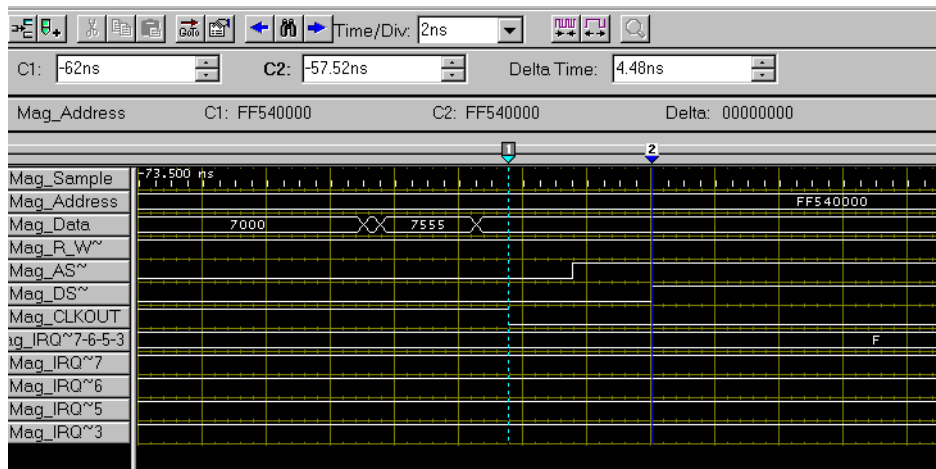 Goto Time/Div: 2ns
C1: -62ns C2: -57.52ns Delta Time: 4.48ns
Mag_Address C1: FF540000 C2: FF540000 Delta: 00000000
1 2
Mag_Sample -73.500 ns
Mag_Address FF540000
Mag_Data 7000 7555
Mag_R_W~
Mag_AS~
Mag_DS~
Mag_CLKOUT
ag_IRQ~7-6-5-3 F
Mag_IRQ~7
Mag_IRQ~6
Mag_IRQ~5
Mag_IRQ~3